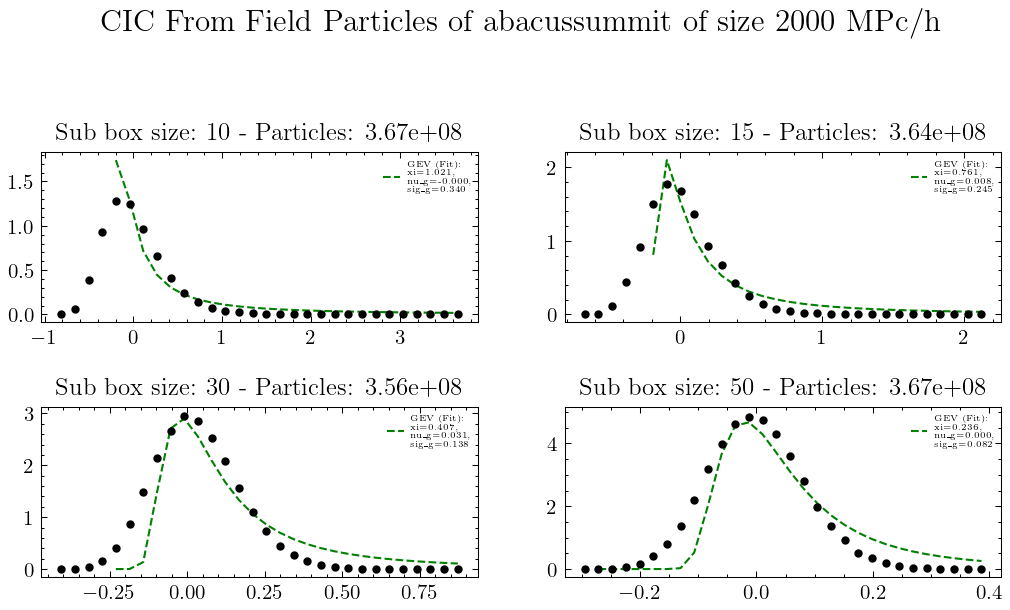 CIC From Field Particles of abacussummit of size 2000 MPc/h
Sub box size: 10 - Particles: 3.67e+08
GEV (Fit):
xi=1.021,
nu_g=-0.000,
sig_g=0.340
1.5
1.0
0.5
0.0
−1 0 1 2 3
Sub box size: 15 - Particles: 3.64e+08
GEV (Fit):
xi=0.761,
nu_g=0.008,
sig_g=0.245
2
1
0
0 1 2
Sub box size: 30 - Particles: 3.56e+08
GEV (Fit):
xi=0.407,
nu_g=0.031,
sig_g=0.138
3
2
1
0
−0.25 0.00 0.25 0.50 0.75
Sub box size: 50 - Particles: 3.67e+08
GEV (Fit):
xi=0.236,
nu_g=0.000,
sig_g=0.082
4
2
0
−0.2 0.0 0.2 0.4